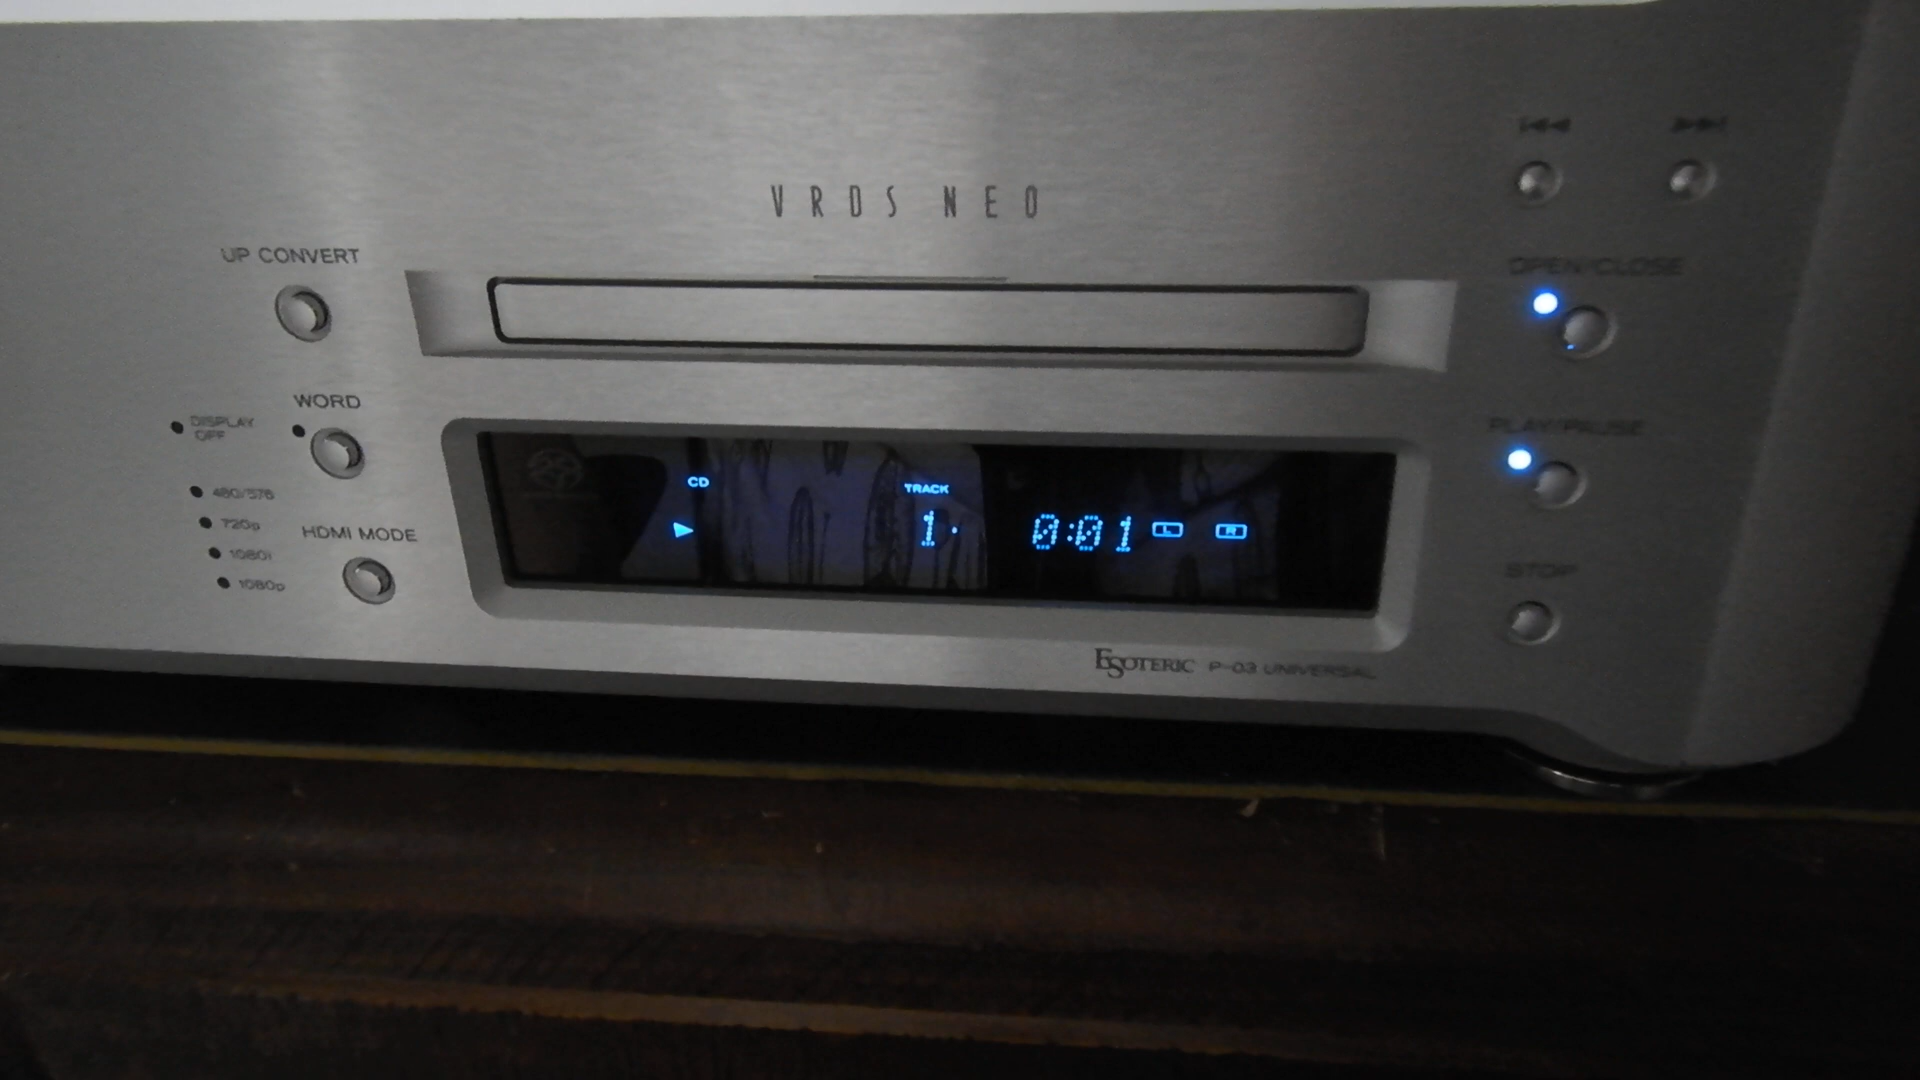 VRDS NEO
UP CONVERT
OPEN/CLOSE
WORD
DISPLAY
OFF
PLAY/PAUSE
480/576
720p
1080i
1080p
HDMI MODE
CD
TRACK
1 0:01 L R
STOP
ESOTERIC P-03 UNIVERSAL